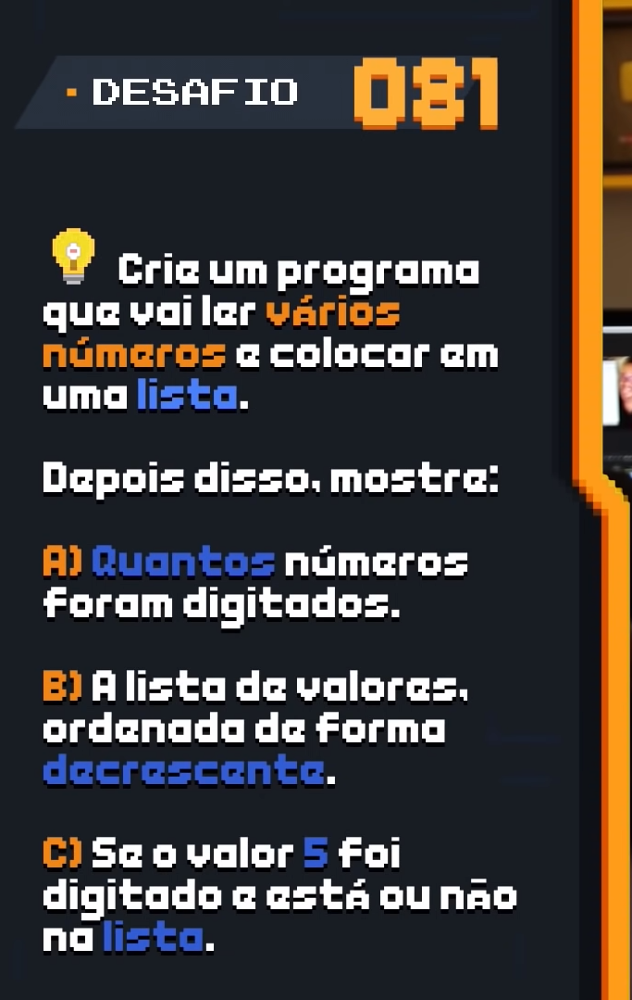 DESAFIO 081
Crie um programa
que vai ler vários
números e colocar em
uma lista.
Depois disso, mostre:
A) Quantos números
foram digitados.
B) A lista de valores,
ordenada de forma
decrescente.
C) Se o valor 5 foi
digitado e está ou não
na lista.